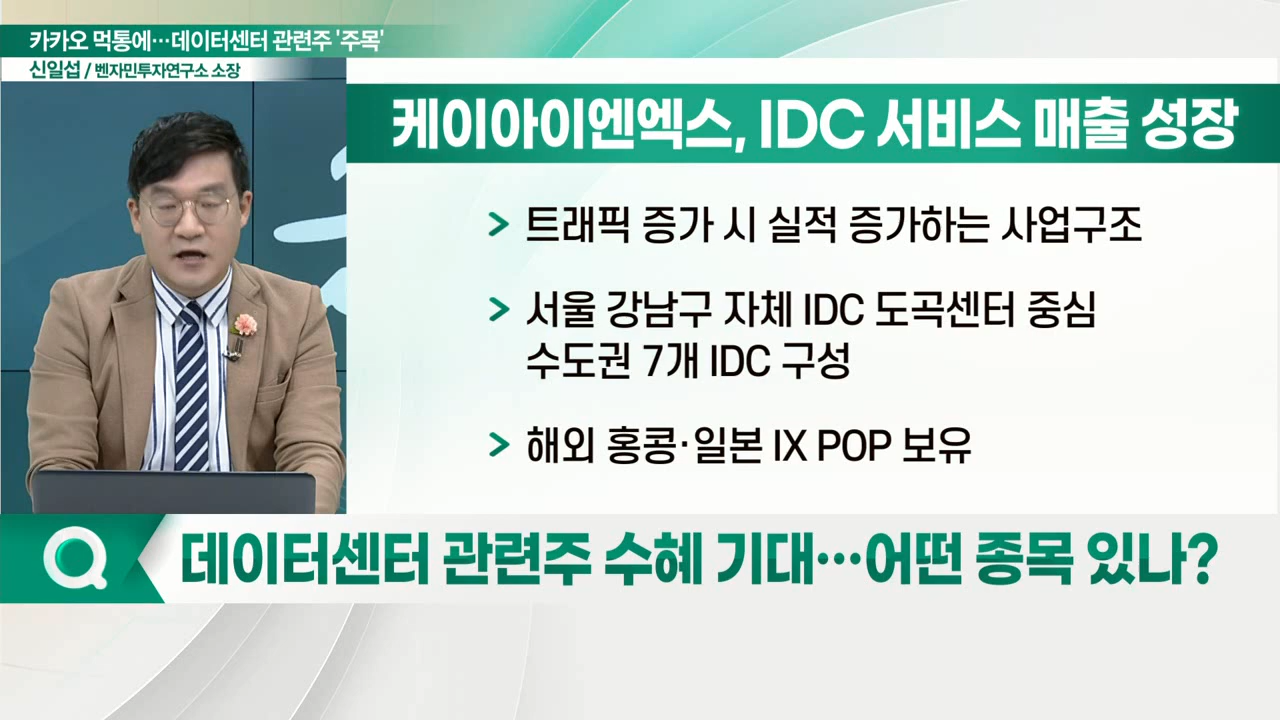 카카오 먹통에…데이터센터 관련주 '주목'
신일섭 / 벤자민투자연구소 소장
케이아이엔엑스, IDC 서비스 매출 성장
> 트래픽 증가 시 실적 증가하는 사업구조
> 서울 강남구 자체 IDC 도곡센터 중심
수도권 7개 IDC 구성
> 해외 홍콩·일본 IX POP 보유
Q 데이터센터 관련주 수혜 기대…어떤 종목 있나?